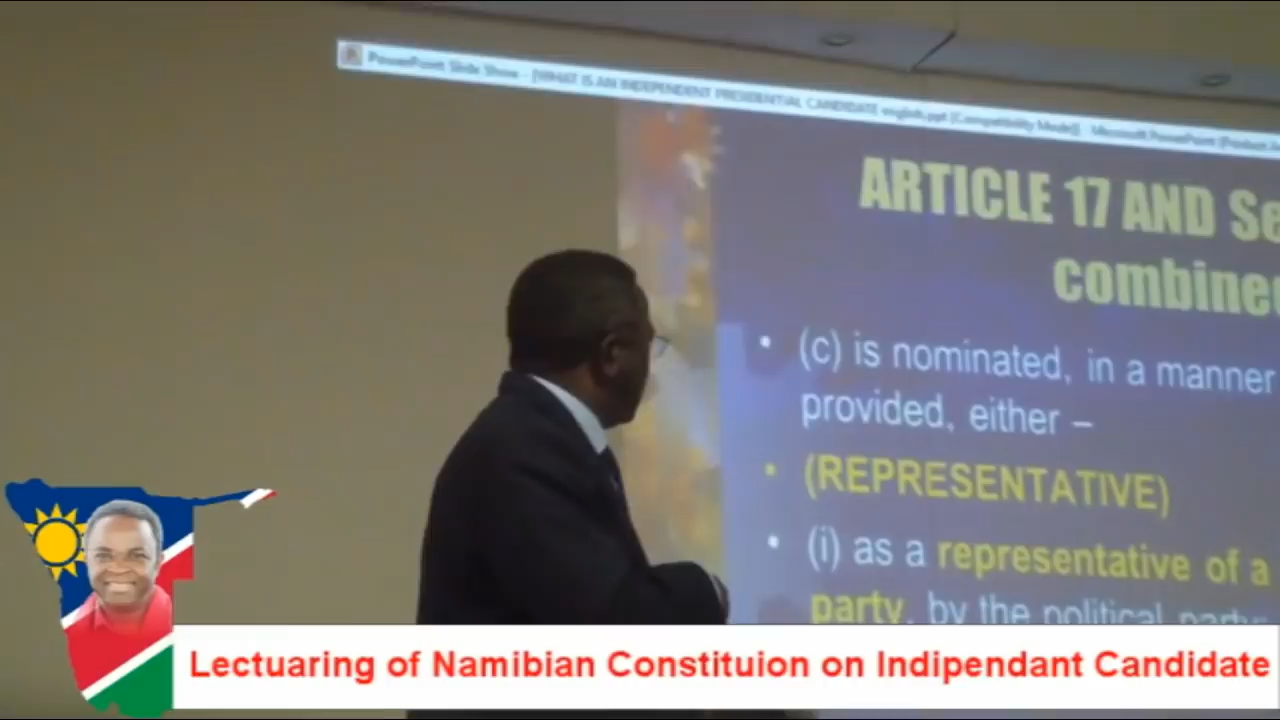 PowerPoint Slide Show - [WHAT IS AN INDEPENDENT PRESIDENTIAL CANDIDATE english.ppt [Compatibility Mode]] - Microsoft PowerPoint (Product A
ARTICLE 17 AND Se
combine
• (c) is nominated, in a manner
provided, either –
• (REPRESENTATIVE)
• (i) as a representative of a
party, by the political party;
Lectuaring of Namibian Constituion on Indipendant Candidate